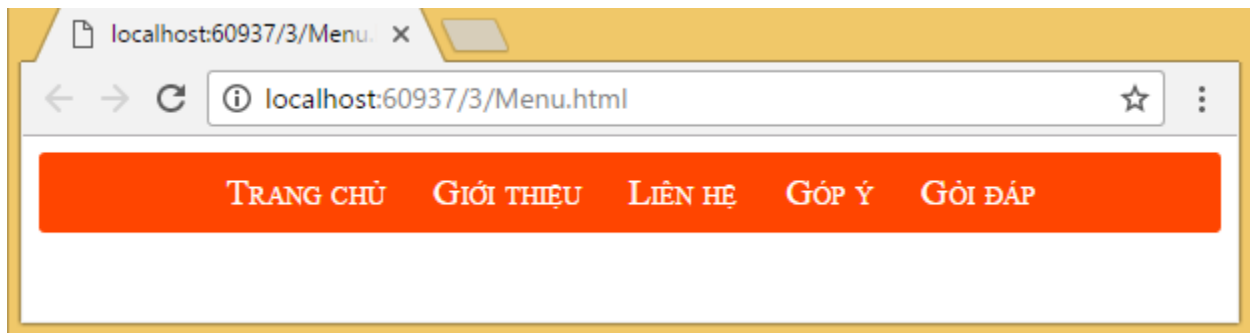 localhost:60937/3/Menu.
localhost:60937/3/Menu.html
Trang chủ Giới thiệu Liên hệ Góp ý Gỏi đáp